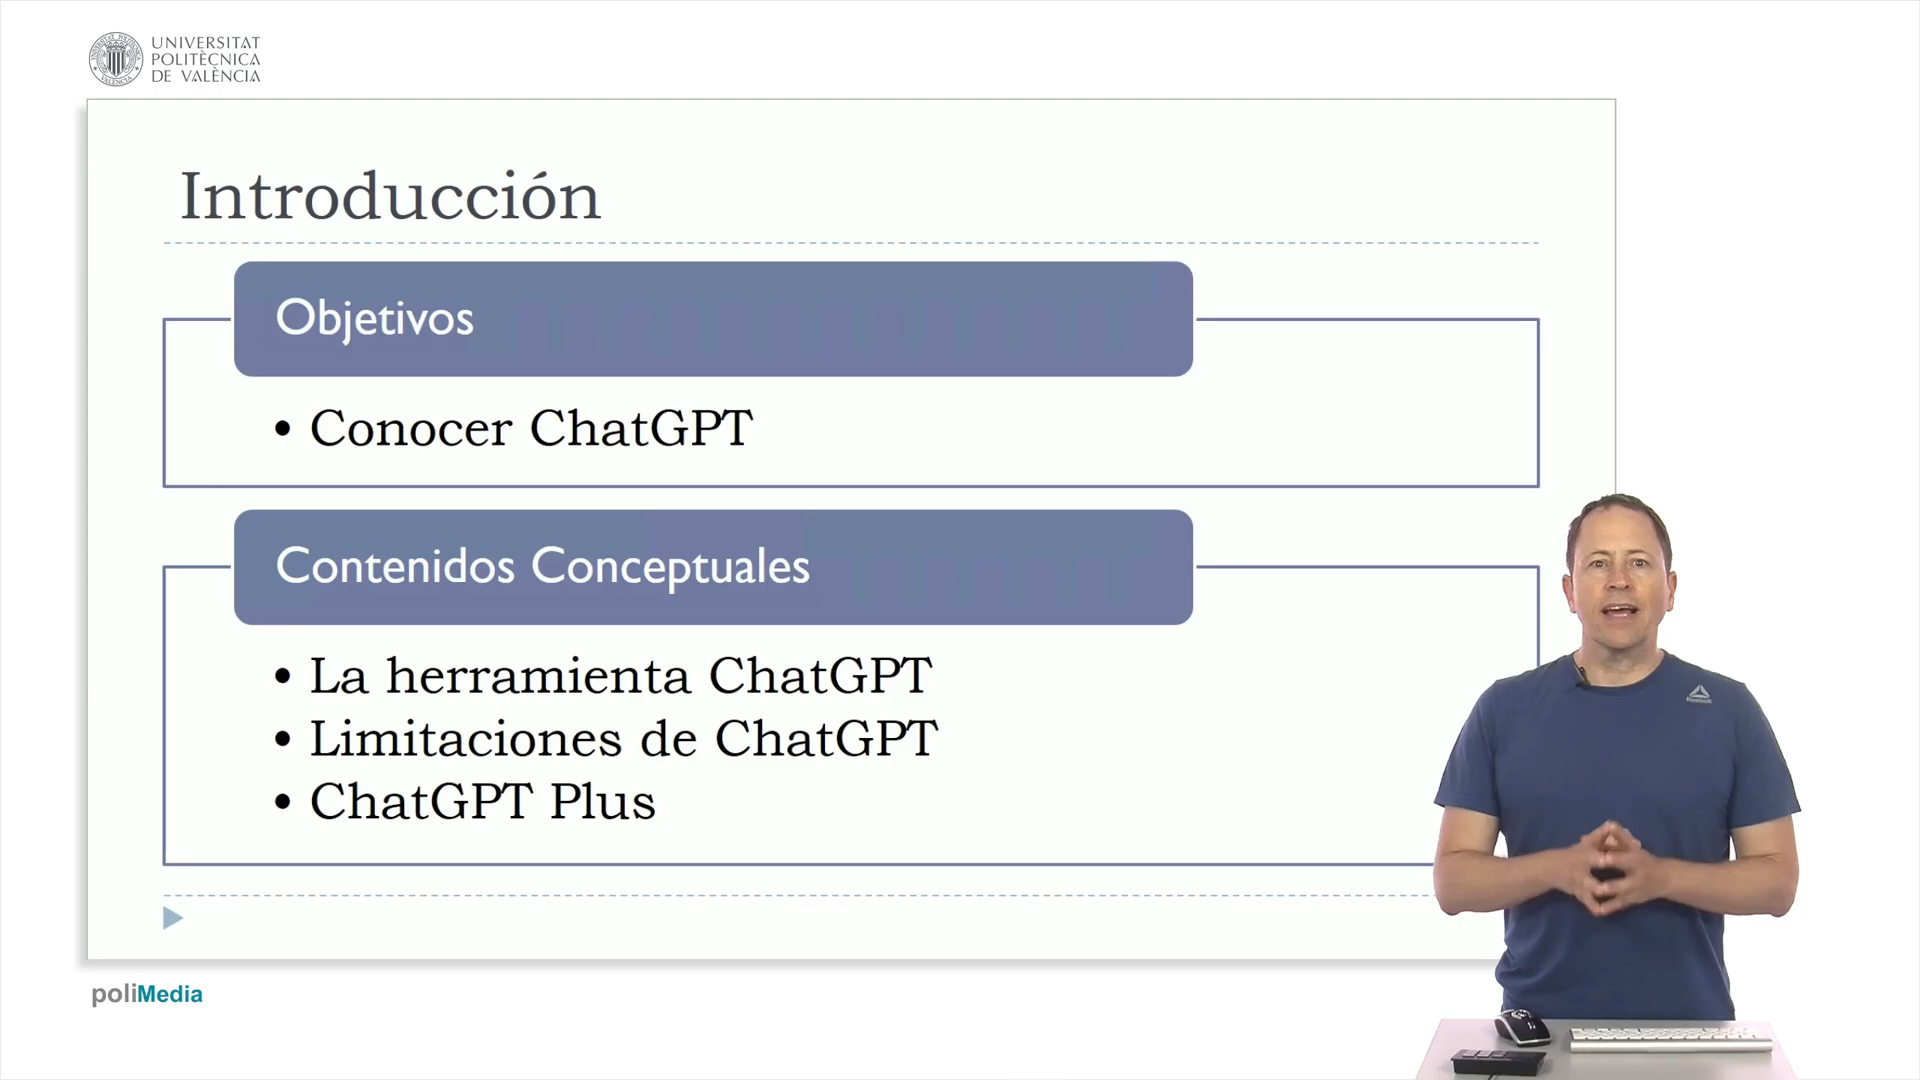 UNIVERSITAT
POLITÈCNICA
DE VALÈNCIA
Introducción
Objetivos
• Conocer ChatGPT
Contenidos Conceptuales
• La herramienta ChatGPT
• Limitaciones de ChatGPT
• ChatGPT Plus
Reebok
poliMedia